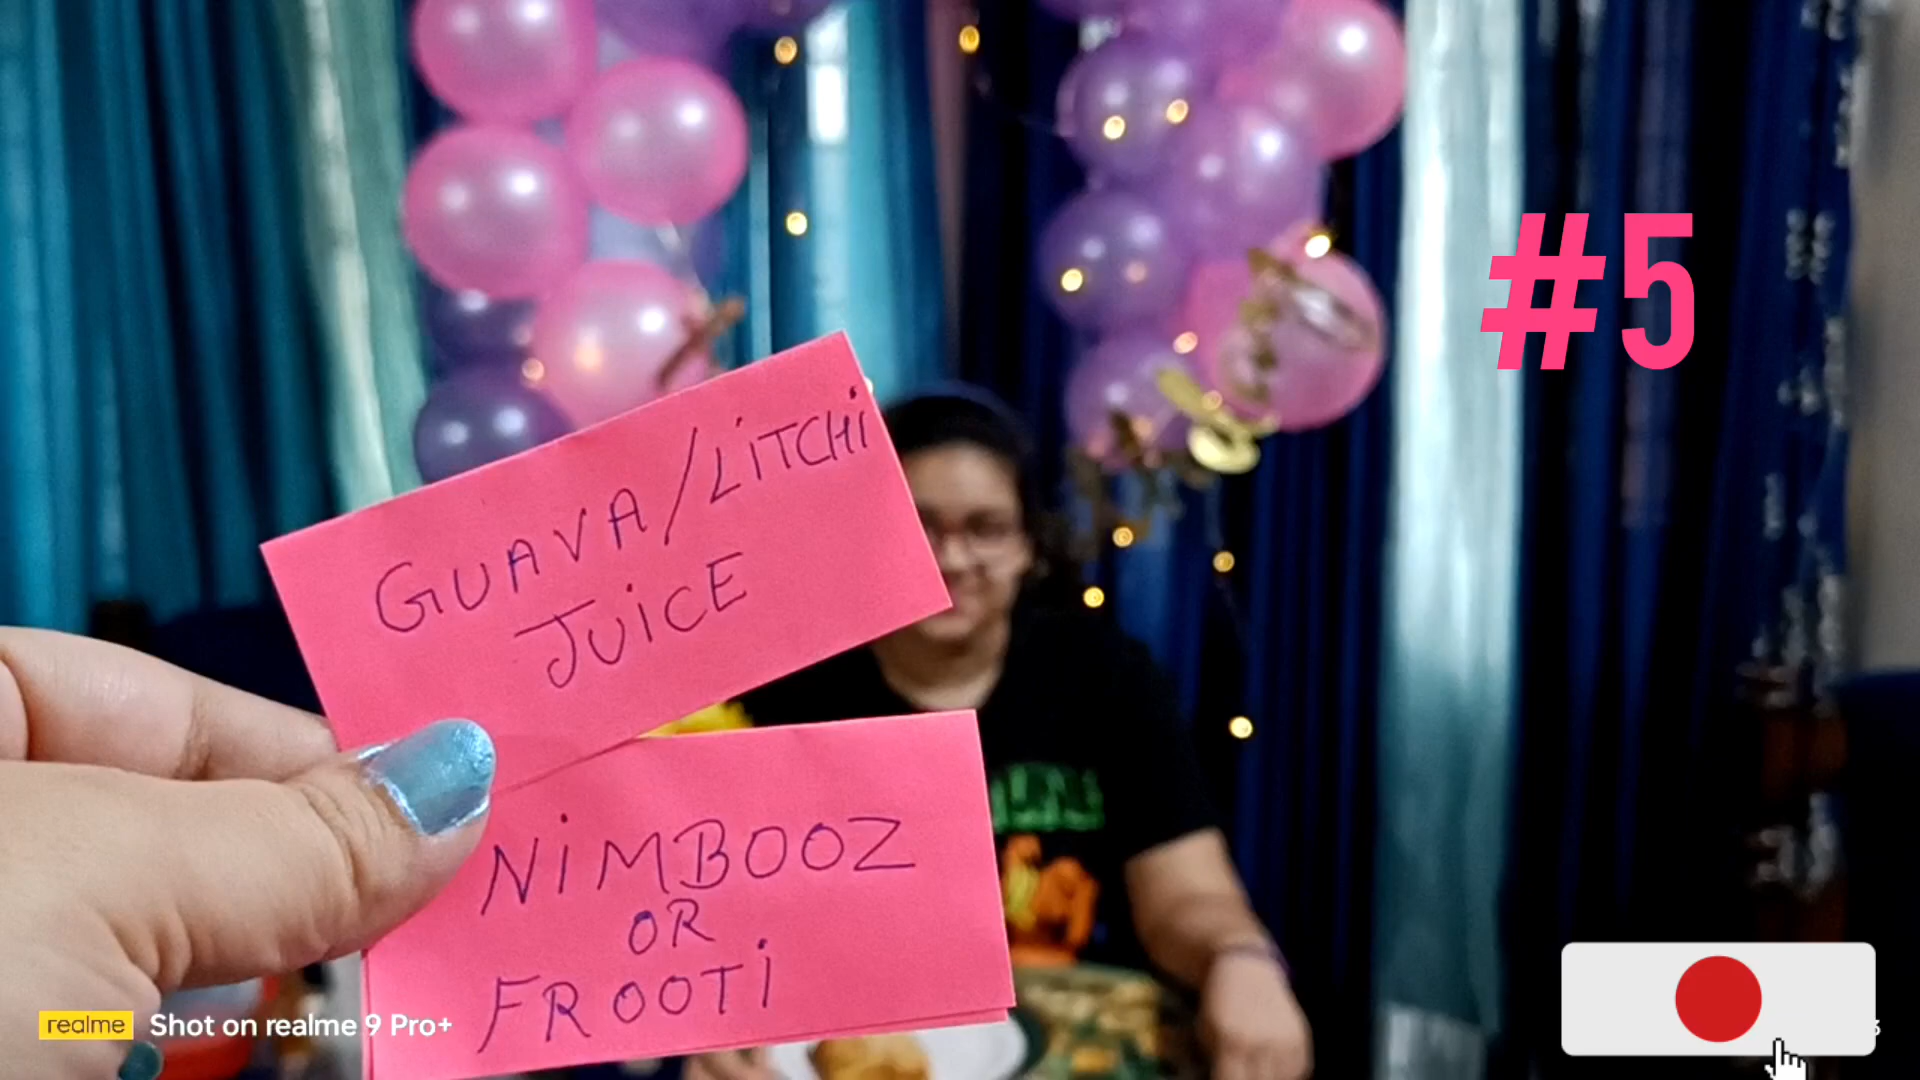 #5
GUAVA/LiTCHi
JUiCE
NiMBOOZ
OR
FROOTi
realme Shot on realme 9 Pro+